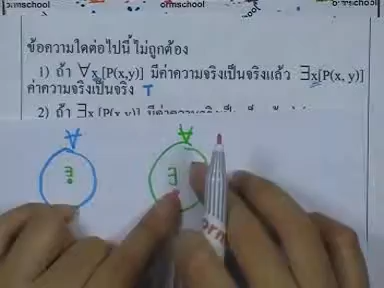 ormschool
ข้อความใดต่อไปนี้ ไม่ถูกต้อง
1) ถ้า ∀x [P(x,y)] มีค่าความจริงเป็นจริงแล้ว ∃x[P(x, y)]
ค่าความจริงเป็นจริง T
2) ถ้า ∃x [P(x, y)]
∀ ∀
∃ ∃